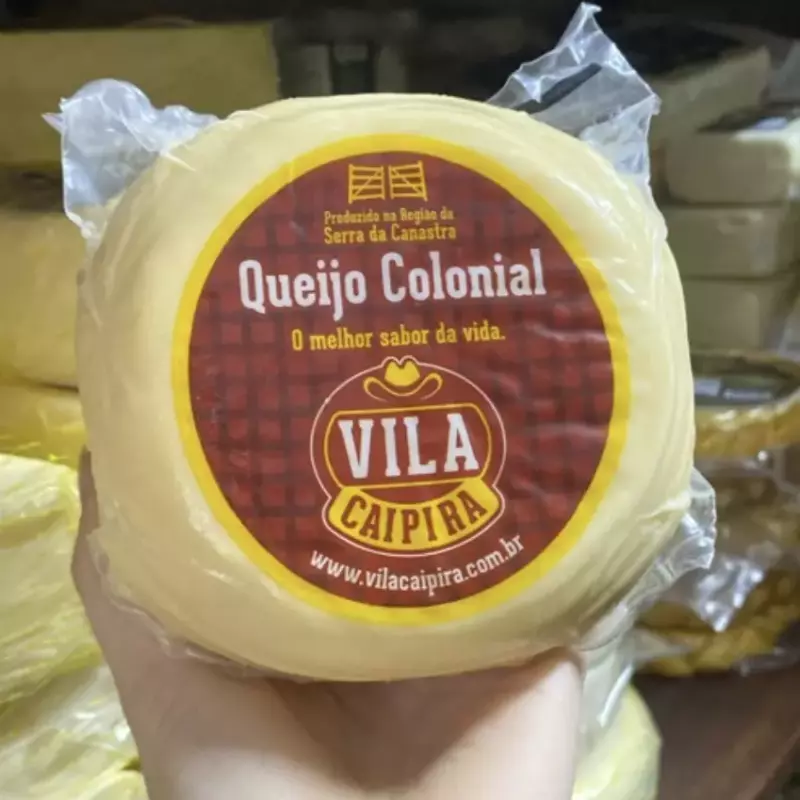 Produzido na Região da
Serra da Canastra
Queijo Colonial
O melhor sabor da vida.
VILA
CAIPIRA
www.vilacaipira.com.br